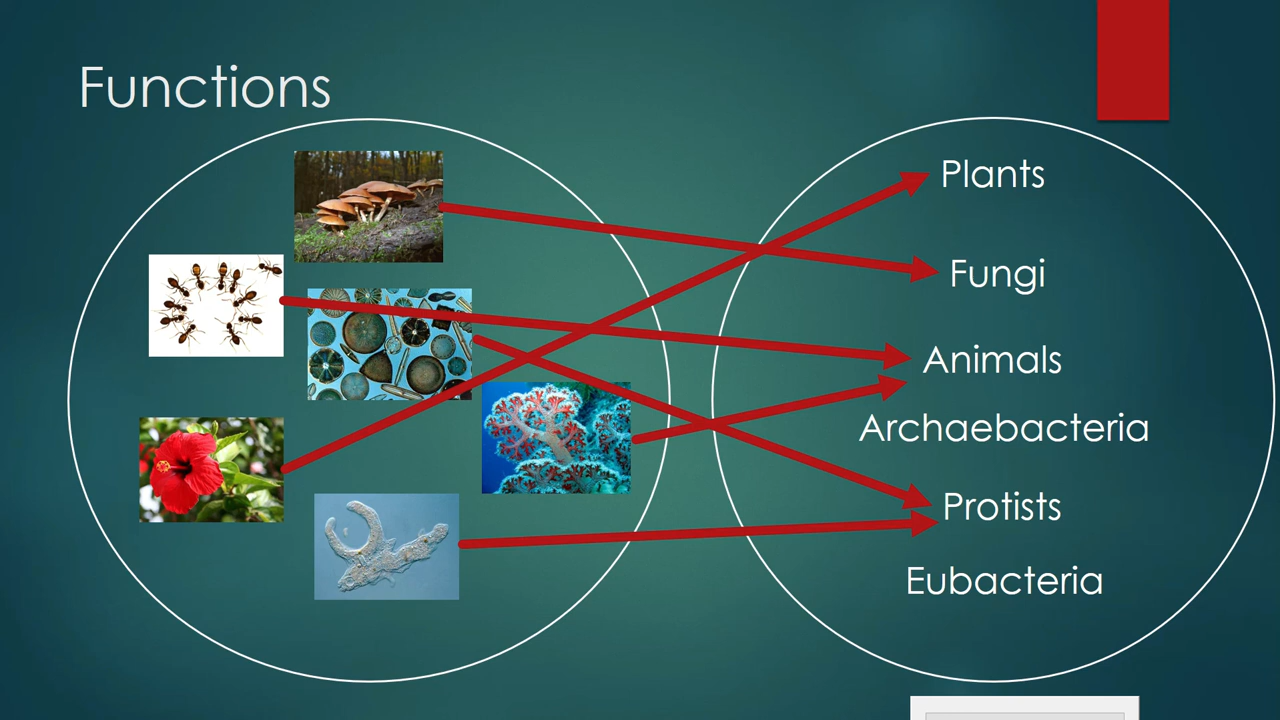 Functions
Plants
Fungi
Animals
Archaebacteria
Protists
Eubacteria